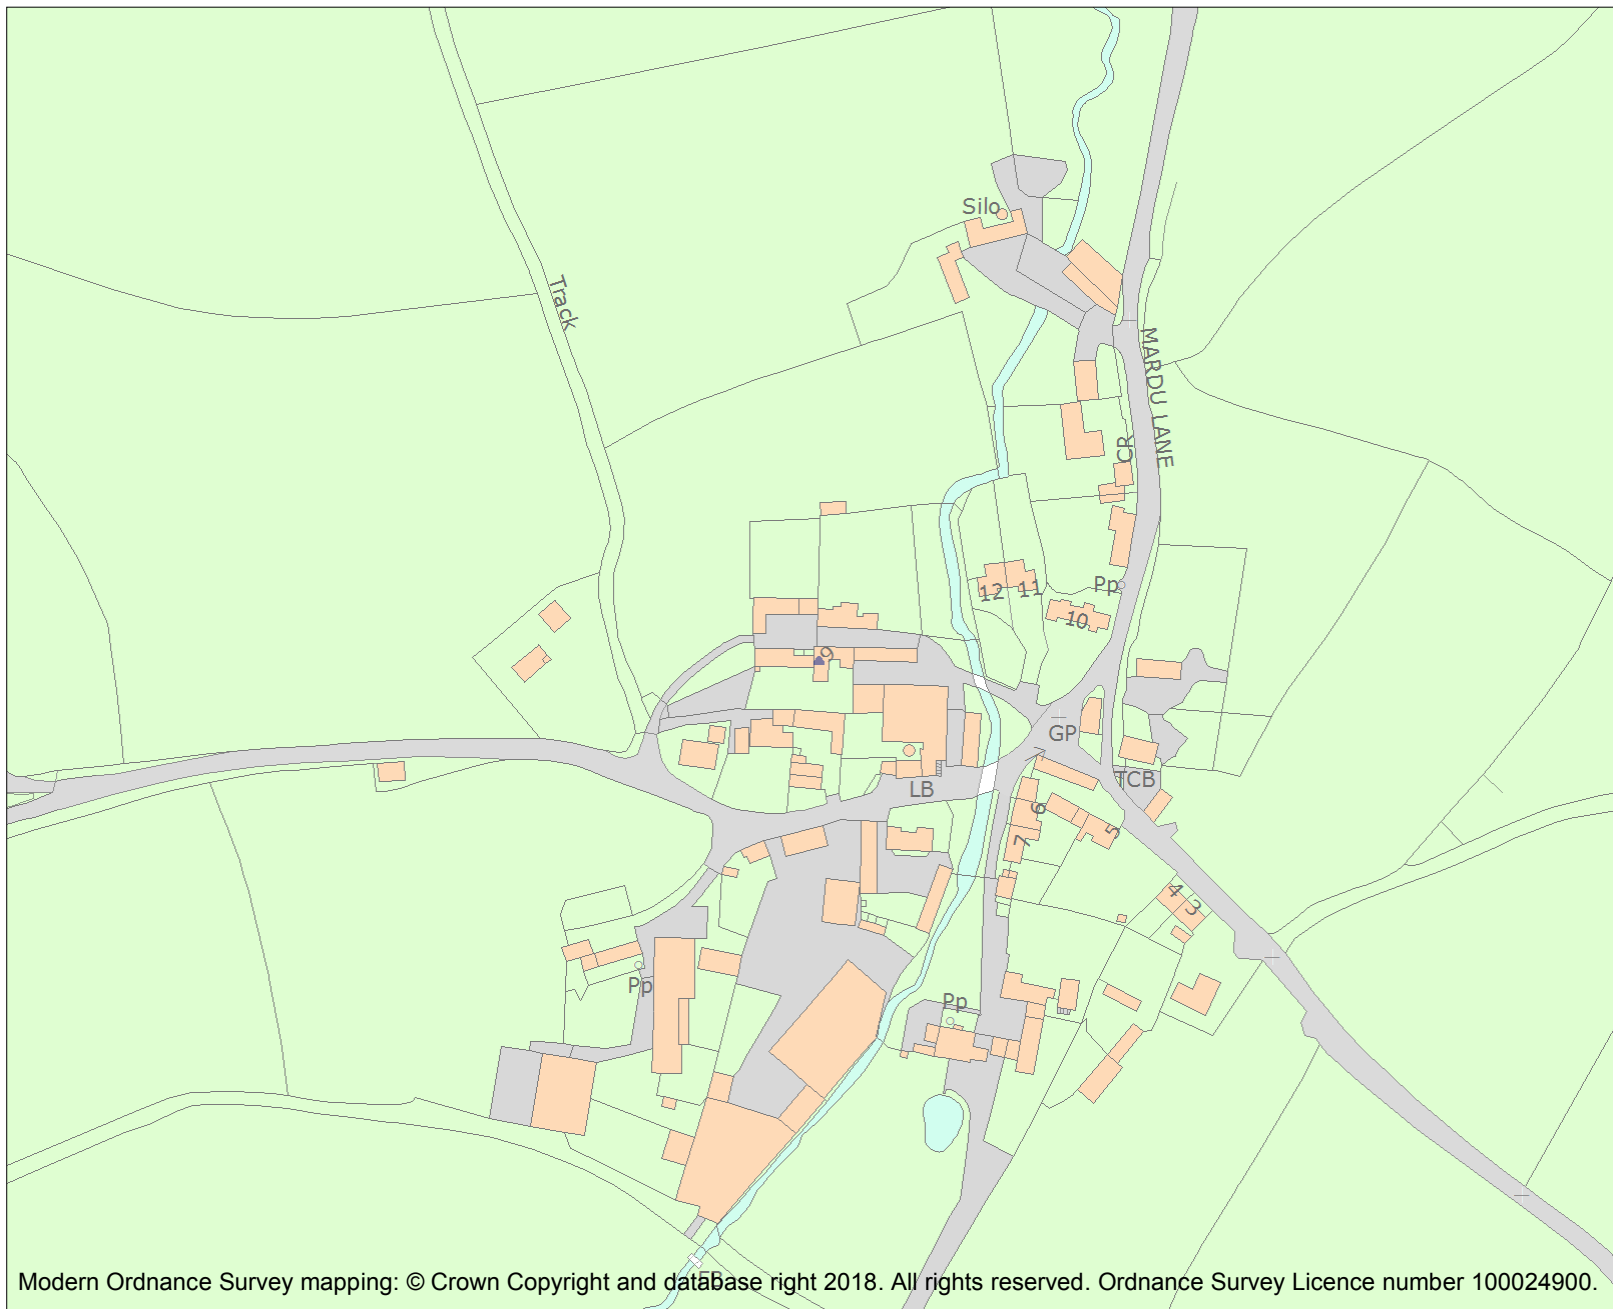 Silo
Track
MARDU LANE
CR
Pp
12
11
10
9
GP
TCB
LB
6
7
5
4
3
Pp
Pp
FB
Modern Ordnance Survey mapping: © Crown Copyright and database right 2018. All rights reserved. Ordnance Survey Licence number 100024900.